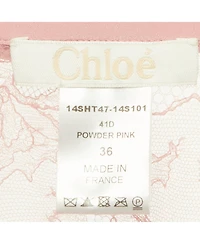 Chloé
14SHT47-14S101
41D
POWDER PINK
36
MADE IN
FRANCE